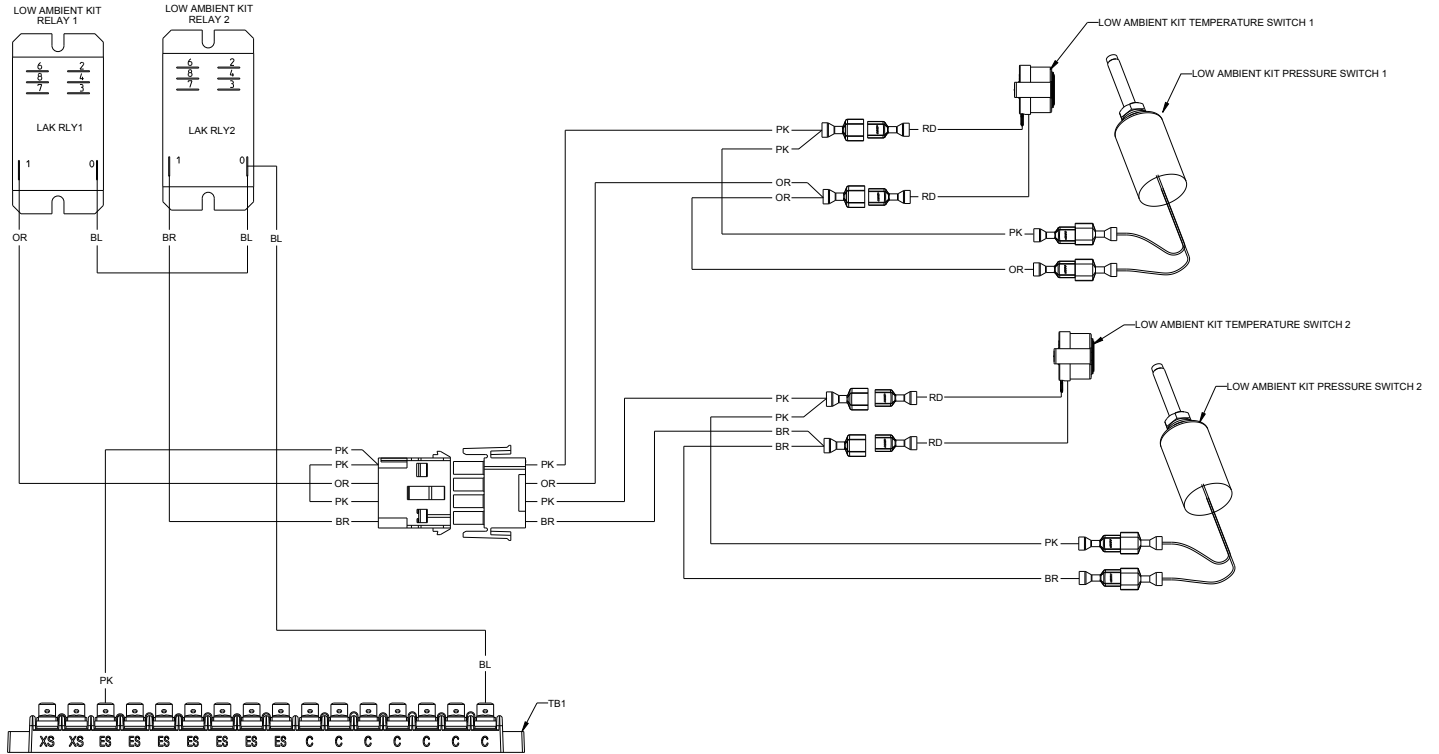 LOW AMBIENT KIT
RELAY 1
LOW AMBIENT KIT
RELAY 2
6 2
8 4
7 3
LAK RLY1
1 0
6 2
8 4
7 3
LAK RLY2
1 0
OR
BL
BR
BL
BL
LOW AMBIENT KIT TEMPERATURE SWITCH 1
LOW AMBIENT KIT PRESSURE SWITCH 1
PK
RD
PK
OR
OR
RD
PK
OR
LOW AMBIENT KIT TEMPERATURE SWITCH 2
LOW AMBIENT KIT PRESSURE SWITCH 2
PK
RD
PK
BR
BR
RD
PK
BR
PK
PK
OR
PK
BR
PK
OR
PK
BR
PK
BL
TB1
XS XS ES ES ES ES ES ES ES C C C C C C C